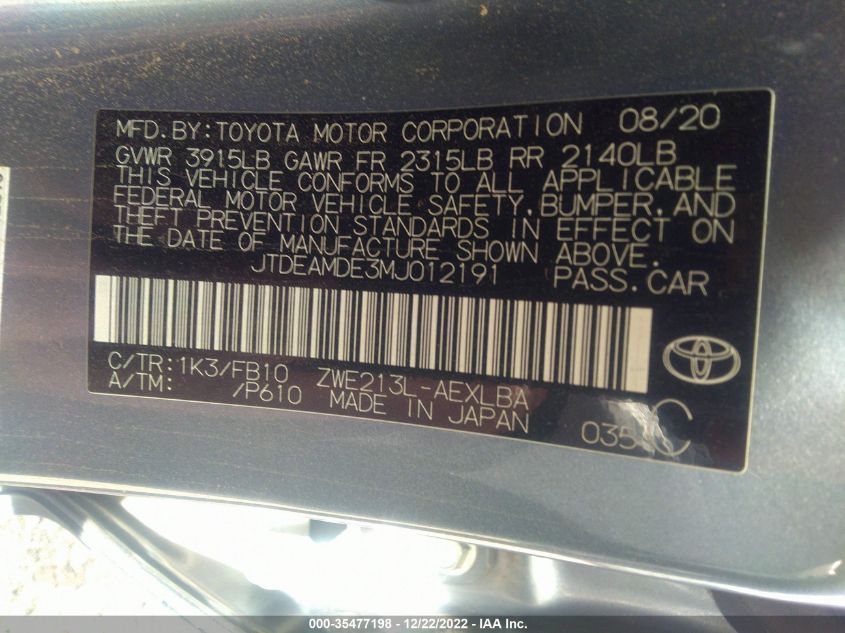 MFD. BY: TOYOTA MOTOR CORPORATION 08/20
GVWR 3915LB GAWR FR 2315LB RR 2140LB
THIS VEHICLE CONFORMS TO ALL APPLICABLE
FEDERAL MOTOR VEHICLE SAFETY, BUMPER, AND
THEFT PREVENTION STANDARDS IN EFFECT ON
THE DATE OF MANUFACTURE SHOWN ABOVE.
JTDEAMDE3MJ012191 PASS. CAR
C/TR: 1K3/FB10 ZWE213L-AEXLBA
A/TM: /P610 MADE IN JAPAN
C
000-35477198 - 12/22/2022 - IAA Inc.